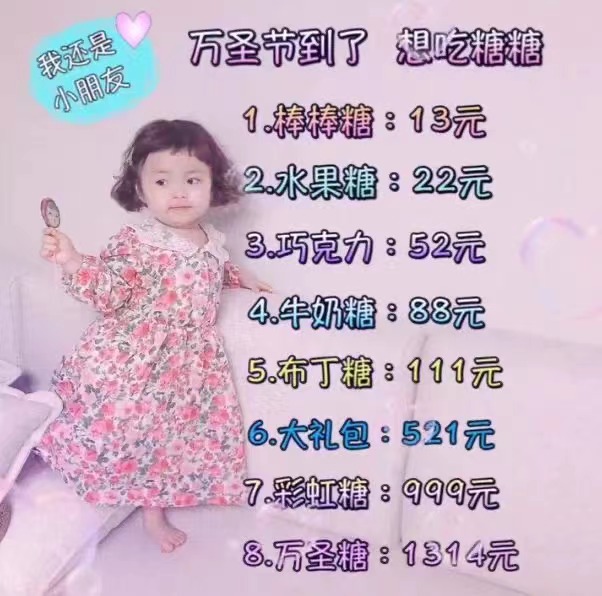 我还是
小朋友
万圣节到了 想吃糖糖
1.棒棒糖：13元
2.水果糖：22元
3.巧克力：52元
4.牛奶糖：88元
5.布丁糖：111元
6.大礼包：521元
7.彩虹糖：999元
8.万圣糖：1314元